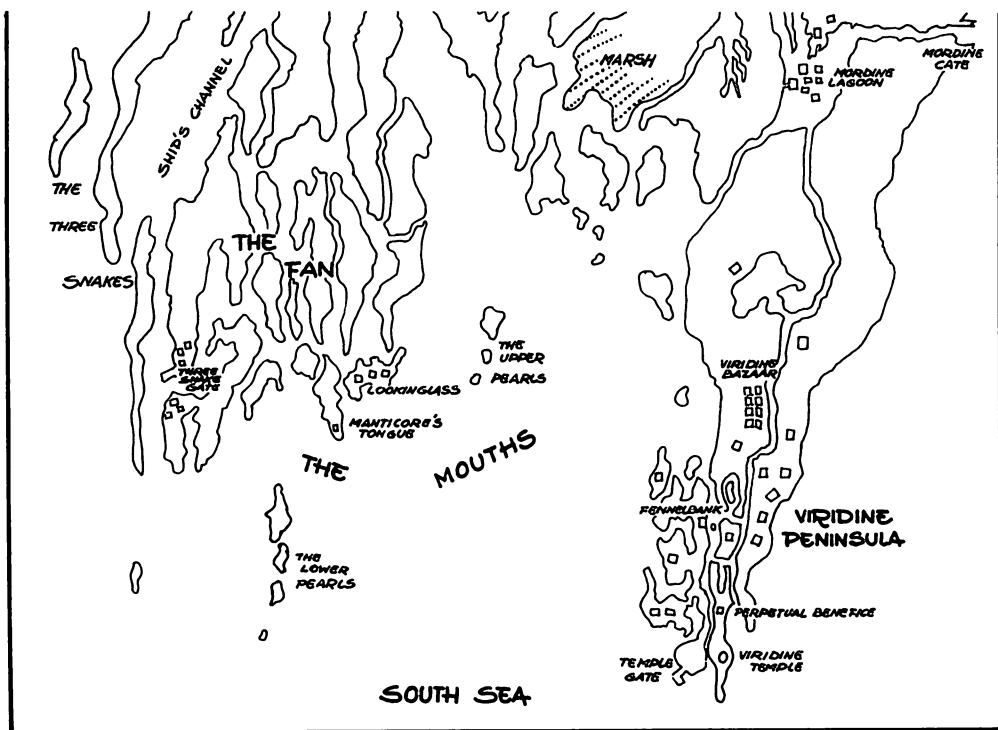 MARSH
MORDINE
GATE
MORDINE
LAGOON
SHIP'S CHANNEL
THE
THREE
SNAKES
THE
FAN
THE
UPPER
PEARLS
THREE
SNAKE
GATE
LOOKINGLASS
VIRIDINE
BAZAAR
MANTICORE'S
TONGUE
THE
MOUTHS
FENNELBANK
VIRIDINE
PENINSULA
THE
LOWER
PEARLS
PERPETUAL BENEFICE
TEMPLE
GATE
VIRIDINE
TEMPLE
SOUTH SEA